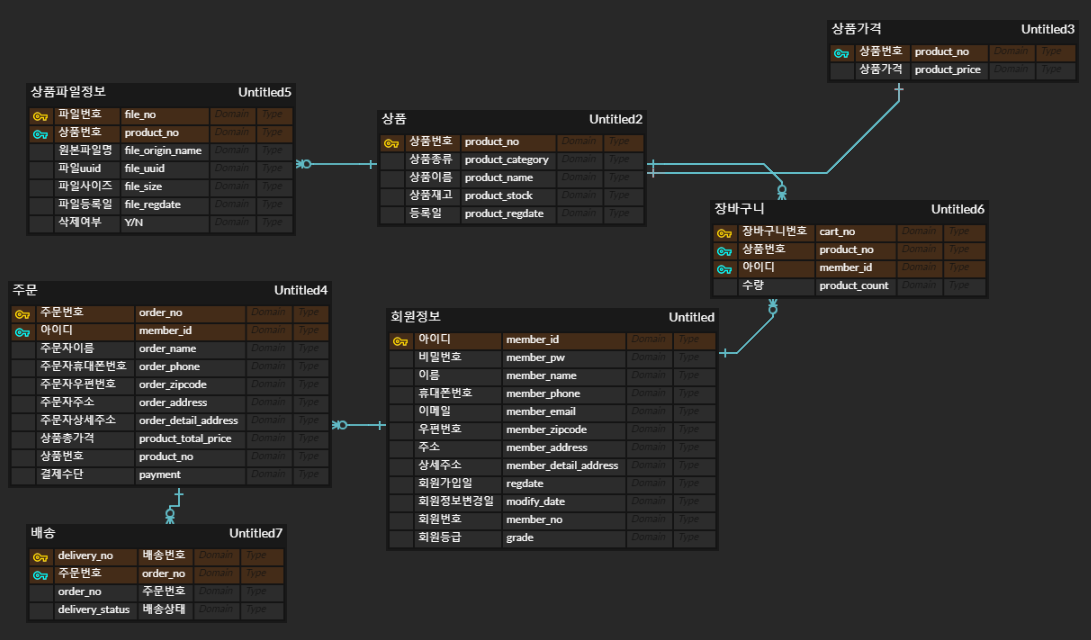 상품가격 Untitled3
상품번호 product_no Domain Type
상품가격 product_price Domain Type
상품파일정보 Untitled5
파일번호 file_no Domain Type
상품번호 product_no Domain Type
원본파일명 file_origin_name Domain Type
파일uuid file_uuid Domain Type
파일사이즈 file_size Domain Type
파일등록일 file_regdate Domain Type
삭제여부 Y/N Domain Type
상품 Untitled2
상품번호 product_no Domain Type
상품종류 product_category Domain Type
상품이름 product_name Domain Type
상품재고 product_stock Domain Type
등록일 product_regdate Domain Type
장바구니 Untitled6
장바구니번호 cart_no Domain Type
상품번호 product_no Domain Type
아이디 member_id Domain Type
수량 product_count Domain Type
주문 Untitled4
주문번호 order_no Domain Type
아이디 member_id Domain Type
주문자이름 order_name Domain Type
주문자휴대폰번호 order_phone Domain Type
주문자우편번호 order_zipcode Domain Type
주문자주소 order_address Domain Type
주문자상세주소 order_detail_address Domain Type
상품총가격 product_total_price Domain Type
상품번호 product_no Domain Type
결제수단 payment Domain Type
회원정보 Untitled
아이디 member_id Domain Type
비밀번호 member_pw Domain Type
이름 member_name Domain Type
휴대폰번호 member_phone Domain Type
이메일 member_email Domain Type
우편번호 member_zipcode Domain Type
주소 member_address Domain Type
상세주소 member_detail_address Domain Type
회원가입일 regdate Domain Type
회원정보변경일 modify_date Domain Type
회원번호 member_no Domain Type
회원등급 grade Domain Type
배송 Untitled7
delivery_no 배송번호 Domain Type
주문번호 order_no Domain Type
order_no 주문번호 Domain Type
delivery_status 배송상태 Domain Type